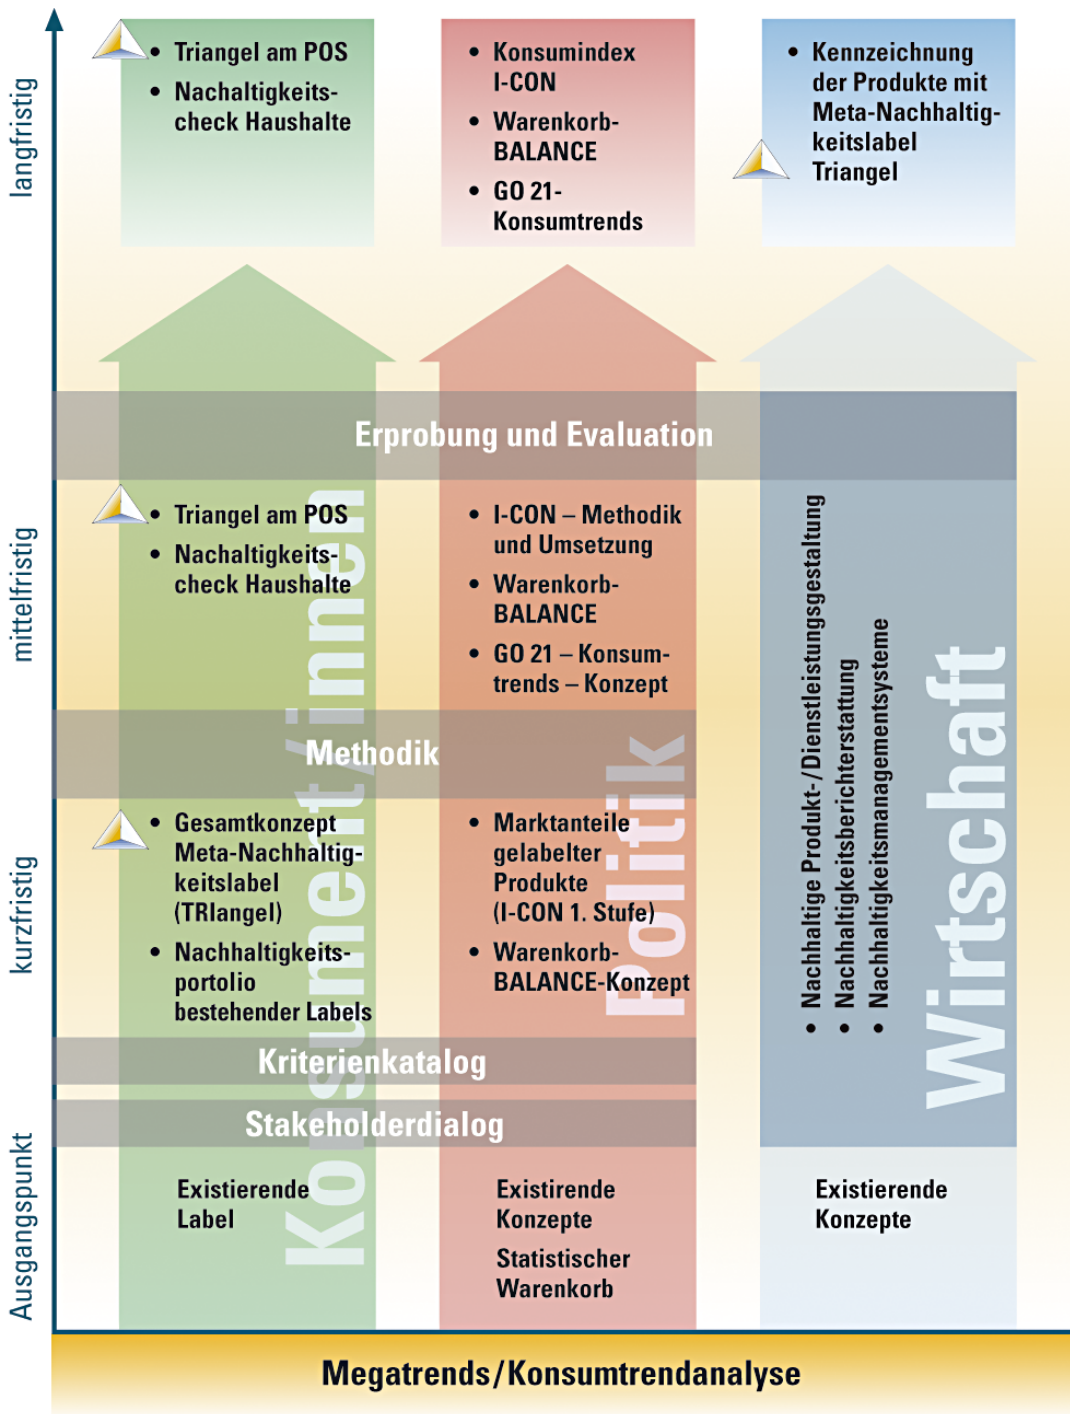 langfristig
• Triangel am POS
• Nachaltigkeits-
check Haushalte
• Konsumindex
I-CON
• Warenkorb-
BALANCE
• GO 21-
Konsumtrends
• Kennzeichnung
der Produkte mit
Meta-Nachhaltig-
keitslabel
Triangel
Erprobung und Evaluation
mittelfristig
• Triangel am POS
• Nachaltigkeits-
check Haushalte
• I-CON – Methodik
und Umsetzung
• Warenkorb-
BALANCE
• GO 21 – Konsum-
trends – Konzept
• Nachhaltige Produkt-/Dienstleistungsgestaltung
• Nachhaltigkeitsberichterstattung
• Nachhaltigkeitsmanagementsysteme
Konsument/innen
Politik
Wirtschaft
Methodik
kurzfristig
• Gesamtkonzept
Meta-Nachhaltig-
keitslabel
(TRIangel)
• Nachhaltigkeits-
portolio
bestehender Labels
• Marktanteile
gelabelter
Produkte
(I-CON 1. Stufe)
• Warenkorb-
BALANCE-Konzept
Kriterienkatalog
Stakeholderdialog
Ausgangspunkt
Existierende
Label
Existirende
Konzepte
Statistischer
Warenkorb
Existierende
Konzepte
Megatrends/Konsumtrendanalyse